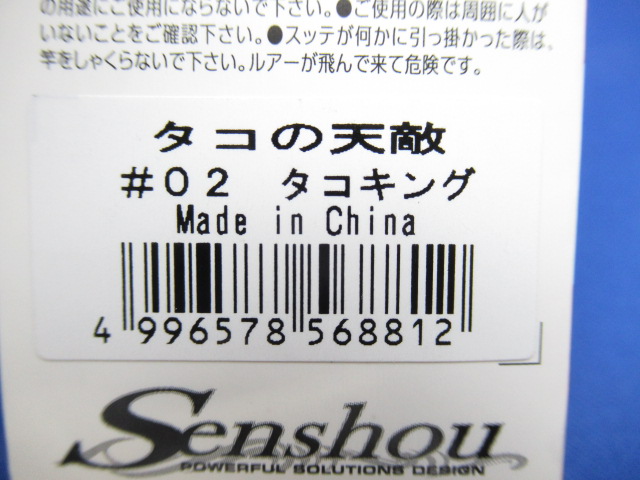 の用途にご使用にならないで下さい。●ご使用の際は周囲に人が
いないことをご確認下さい。●スッテが何かに引っ掛かった際は、
竿をしゃくらないで下さい。ルアーが飛んで来て危険です。
タコの天敵
#02 タコキング
Made in China
4 996578 568812
Senshou
POWERFUL SOLUTIONS DESIGN